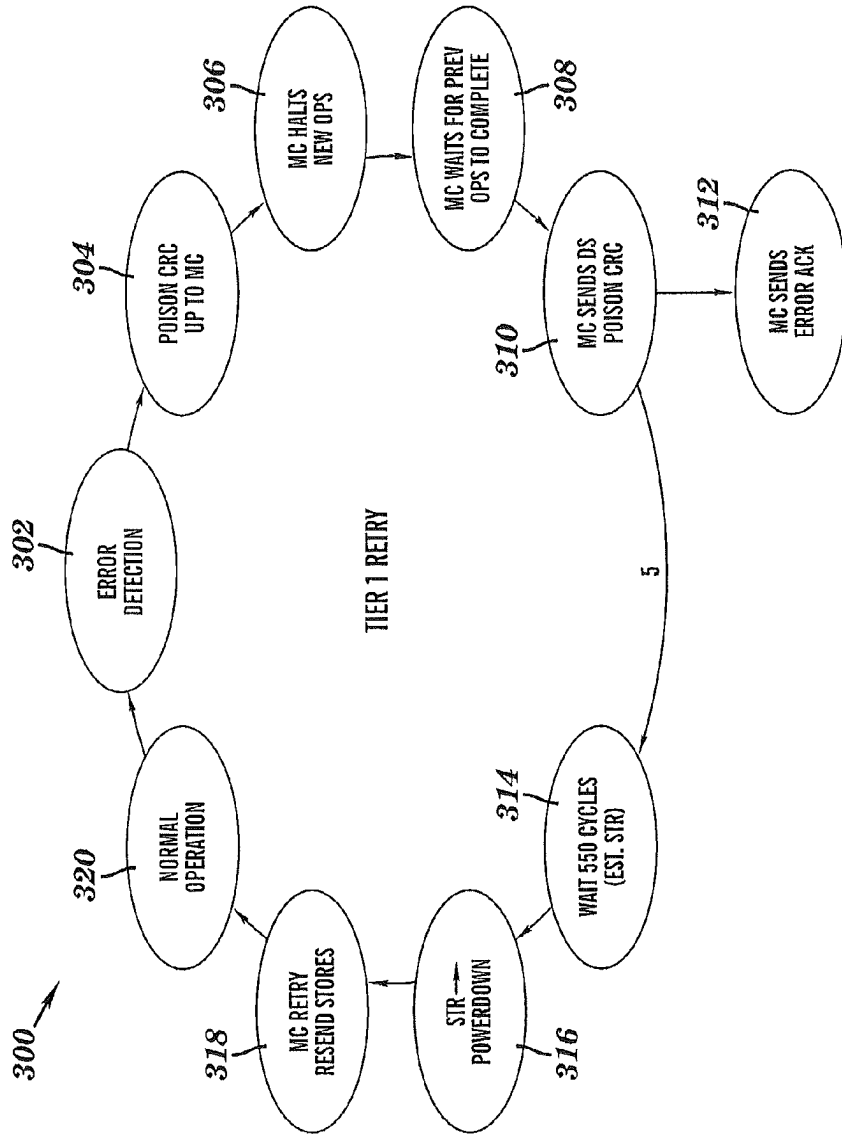 300
302
ERROR
DETECTION
304
POISON CRC
UP TO MC
306
MC HALTS
NEW OPS
MC WAITS FOR PREV
OPS TO COMPLETE
308
310
MC SENDS DS
POISON CRC
312
MC SENDS
ERROR ACK
5
314
WAIT 550 CYCLES
(EST. STR)
STR→
POWERDOWN
316
318
MC RETRY
RESEND STORES
320
NORMAL
OPERATION
TIER 1 RETRY